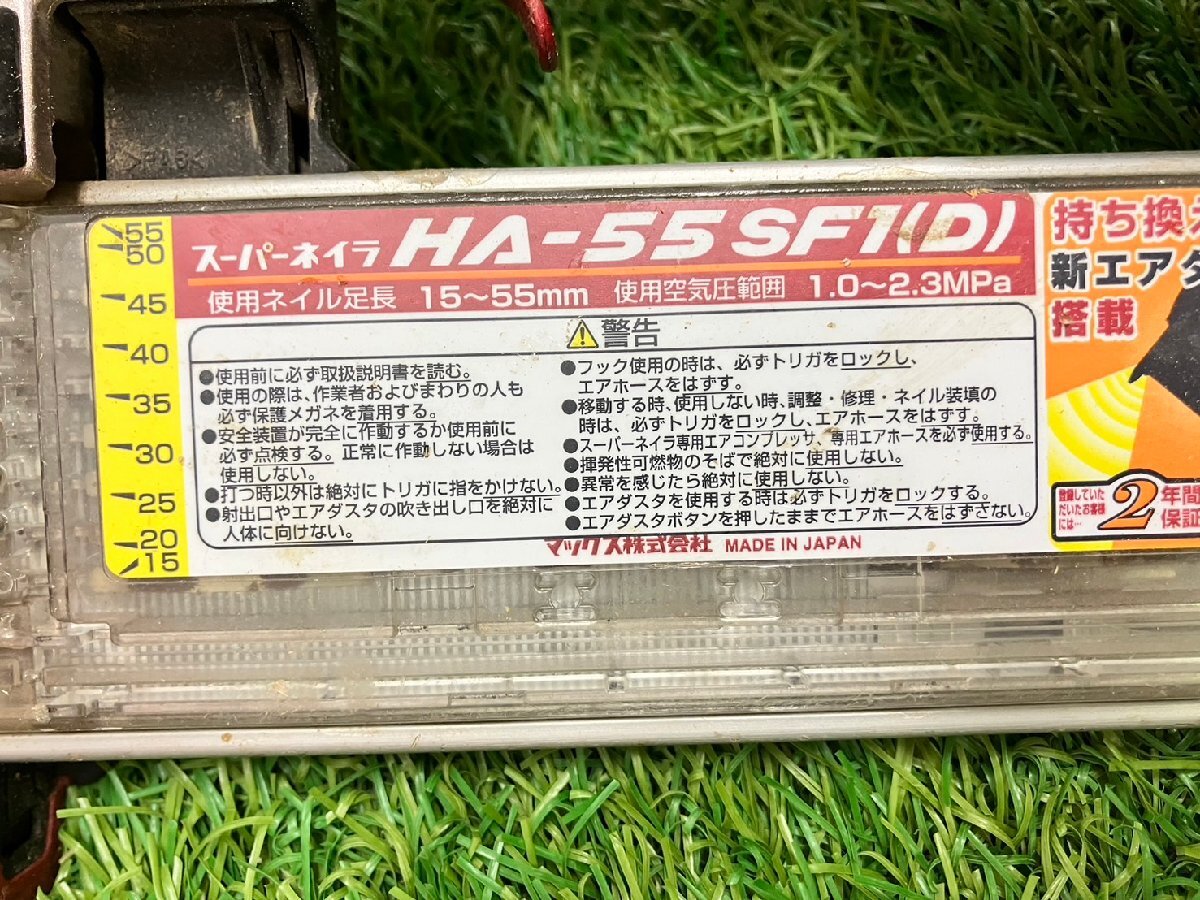 55
50
45
40
35
30
25
20
15
スーパーネイラ HA-55SF1(D)
使用ネイル足長 15～55mm 使用空気圧範囲 1.0～2.3MPa
⚠警告
●使用前に必ず取扱説明書を読む。
●使用の際は、作業者およびまわりの人も
必ず保護メガネを着用する。
●安全装置が完全に作動するか使用前に
必ず点検する。正常に作動しない場合は
使用しない。
●打つ時以外は絶対にトリガに指をかけない。
●射出口やエアダスタの吹き出し口を絶対に
人体に向けない。
●フック使用の時は、必ずトリガをロックし、
エアホースをはずす。
●移動する時、使用しない時、調整・修理・ネイル装填の
時は、必ずトリガをロックし、エアホースをはずす。
●スーパーネイラ専用エアコンプレッサ、専用エアホースを必ず使用する。
●揮発性可燃物のそばで絶対に使用しない。
●異常を感じたら絶対に使用しない。
●エアダスタを使用する時は必ずトリガをロックする。
●エアダスタボタンを押したままでエアホースをはずさない。
マックス株式会社 MADE IN JAPAN
持ち換え
新エアダ
搭載
登録していた
だいたお客様
には…
2年間
保証